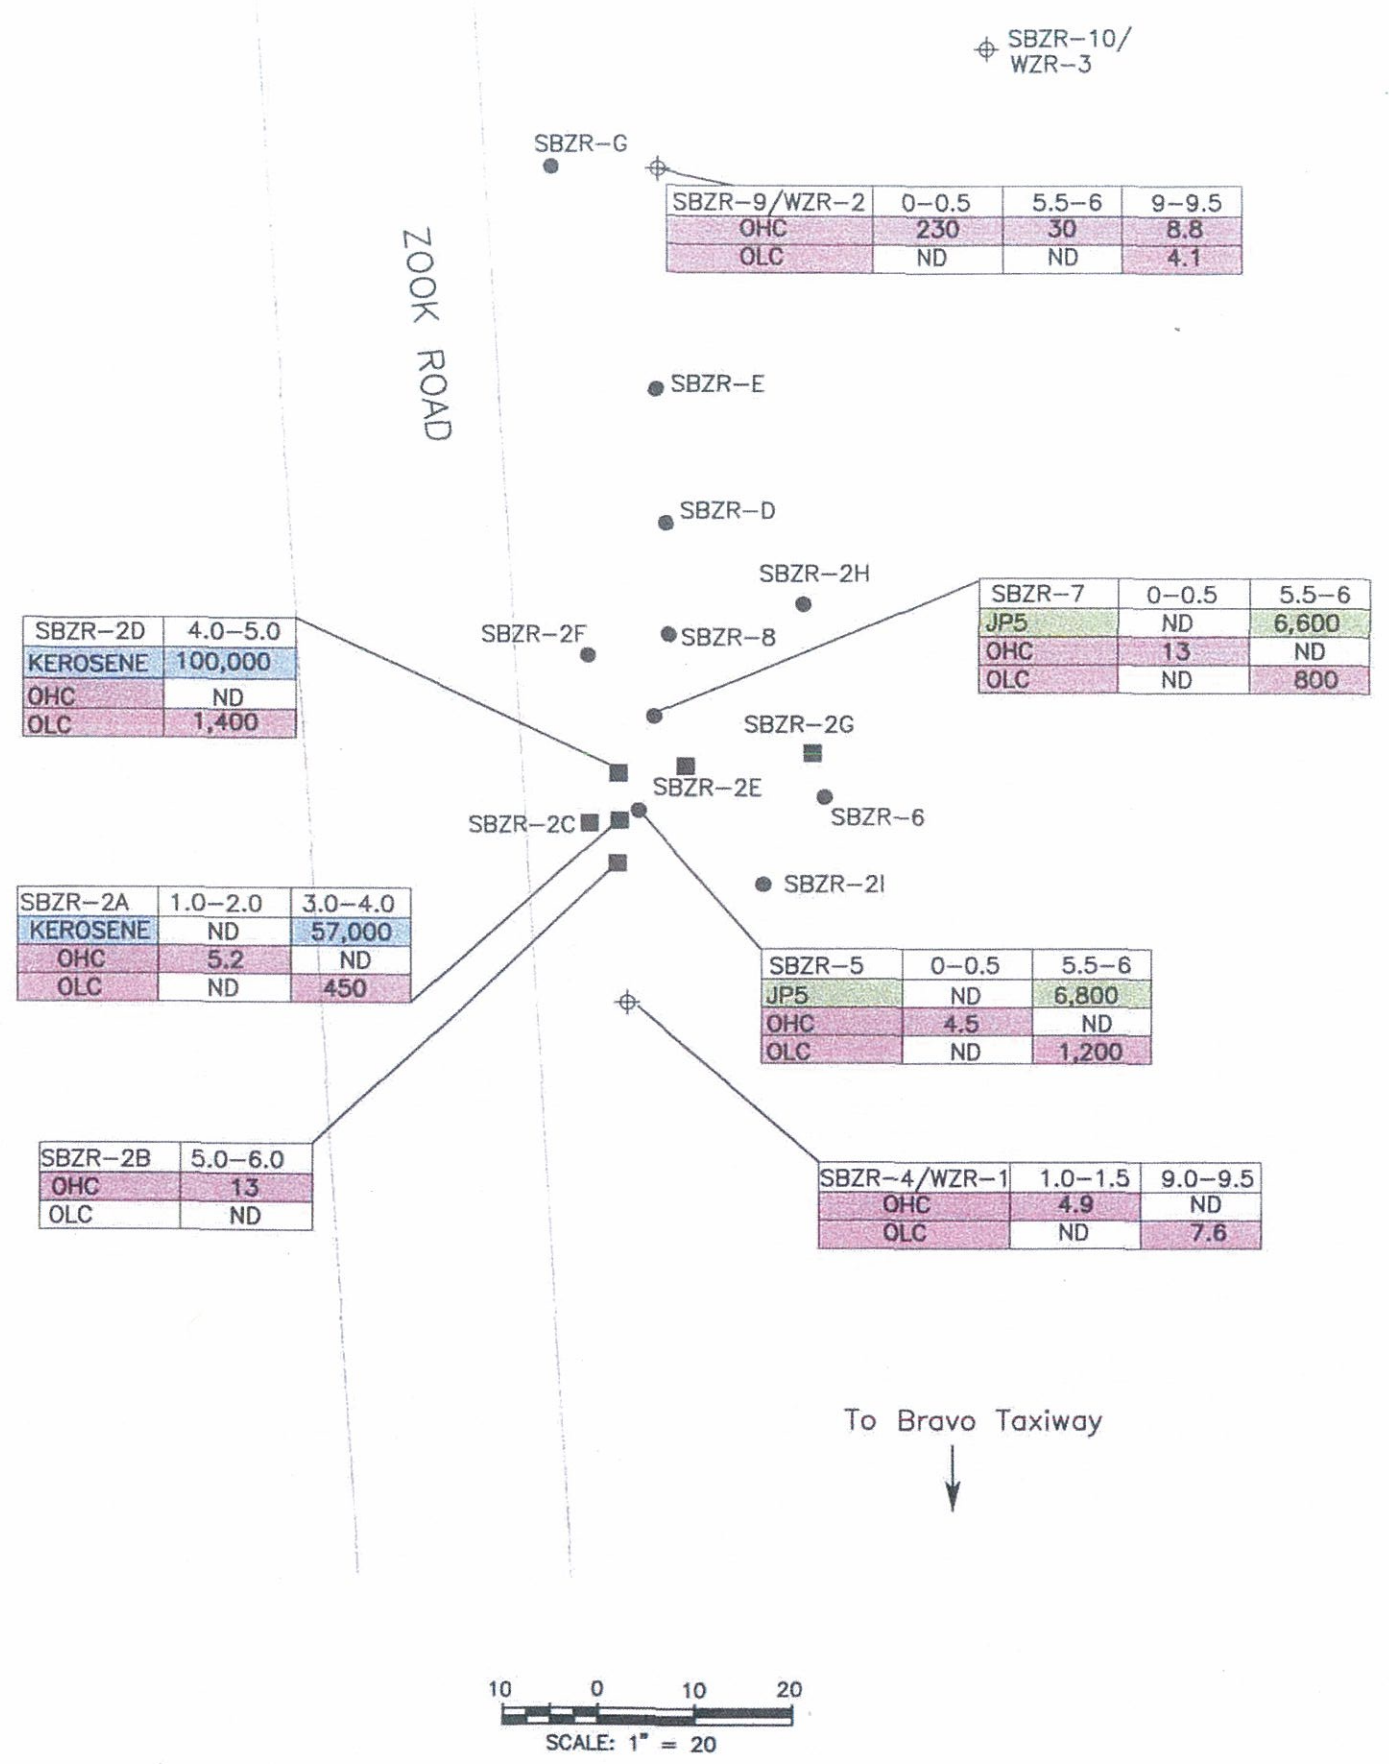 SBZR-10/
WZR-3
SBZR-G
SBZR-9/WZR-2 0-0.5 5.5-6 9-9.5
OHC 230 30 8.8
OLC ND ND 4.1
ZOOK ROAD
SBZR-E
SBZR-D
SBZR-2H
SBZR-7 0-0.5 5.5-6
JP5 ND 6,600
OHC 13 ND
OLC ND 800
SBZR-2D 4.0-5.0
KEROSENE 100,000
OHC ND
OLC 1,400
SBZR-2F
SBZR-8
SBZR-2G
SBZR-2E
SBZR-6
SBZR-2C
SBZR-2I
SBZR-2A 1.0-2.0 3.0-4.0
KEROSENE ND 57,000
OHC 5.2 ND
OLC ND 450
SBZR-5 0-0.5 5.5-6
JP5 ND 6,800
OHC 4.5 ND
OLC ND 1,200
SBZR-2B 5.0-6.0
OHC 13
OLC ND
SBZR-4/WZR-1 1.0-1.5 9.0-9.5
OHC 4.9 ND
OLC ND 7.6
To Bravo Taxiway
10 0 10 20
SCALE: 1" = 20